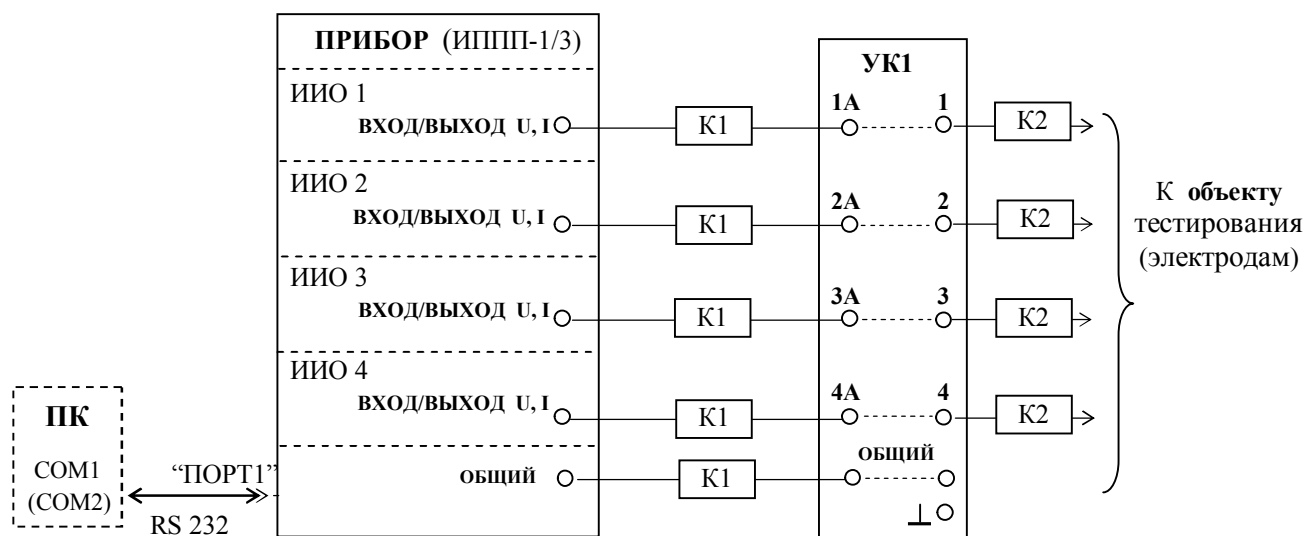 ПРИБОР (ИППП-1/3)
УК1
ИИО 1
ВХОД/ВЫХОД U, I
К1
1А
1
К2
ИИО 2
ВХОД/ВЫХОД U, I
К1
2А
2
К2
К объекту
тестирования
(электродам)
ИИО 3
ВХОД/ВЫХОД U, I
К1
3А
3
К2
ИИО 4
ВХОД/ВЫХОД U, I
К1
4А
4
К2
ПК
COM1
(COM2)
“ПОРТ1”
RS 232
ОБЩИЙ
К1
ОБЩИЙ